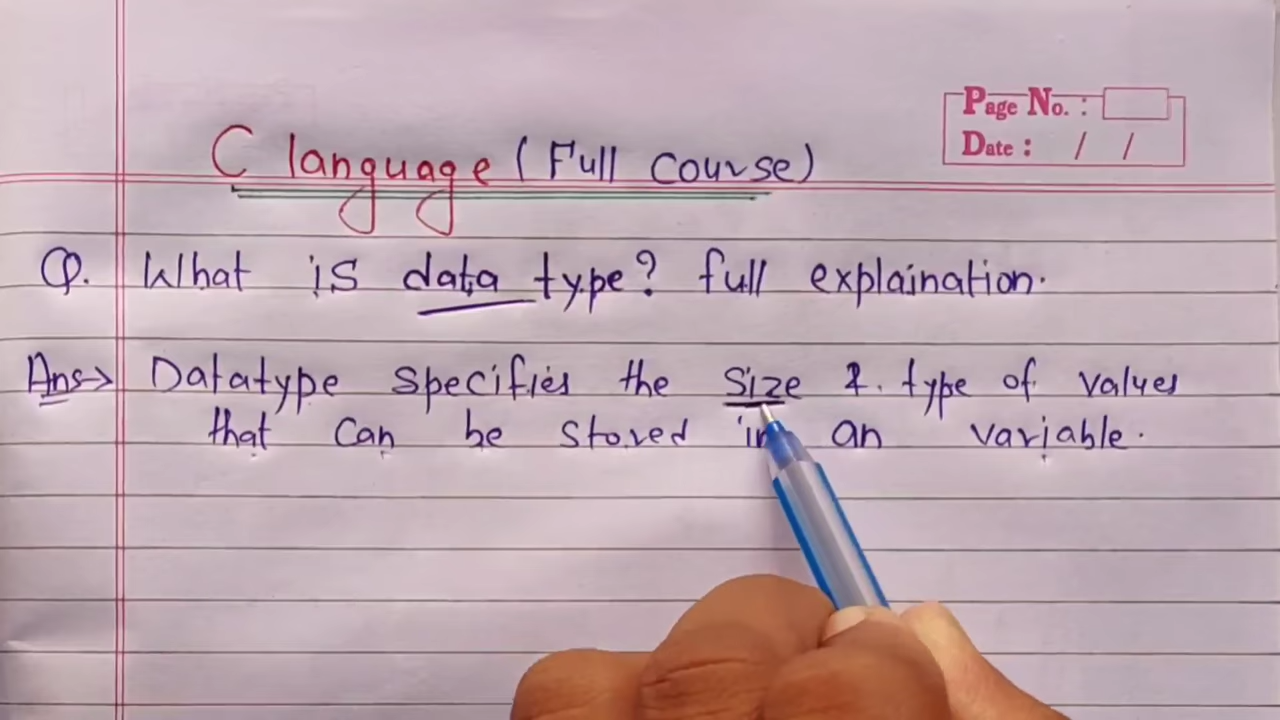 Page No. :
Date : / /
C language (Full Course)
Q. What is data type? full explaination.
Ans→ Datatype specifies the size & type of values
that can be stored in an variable.